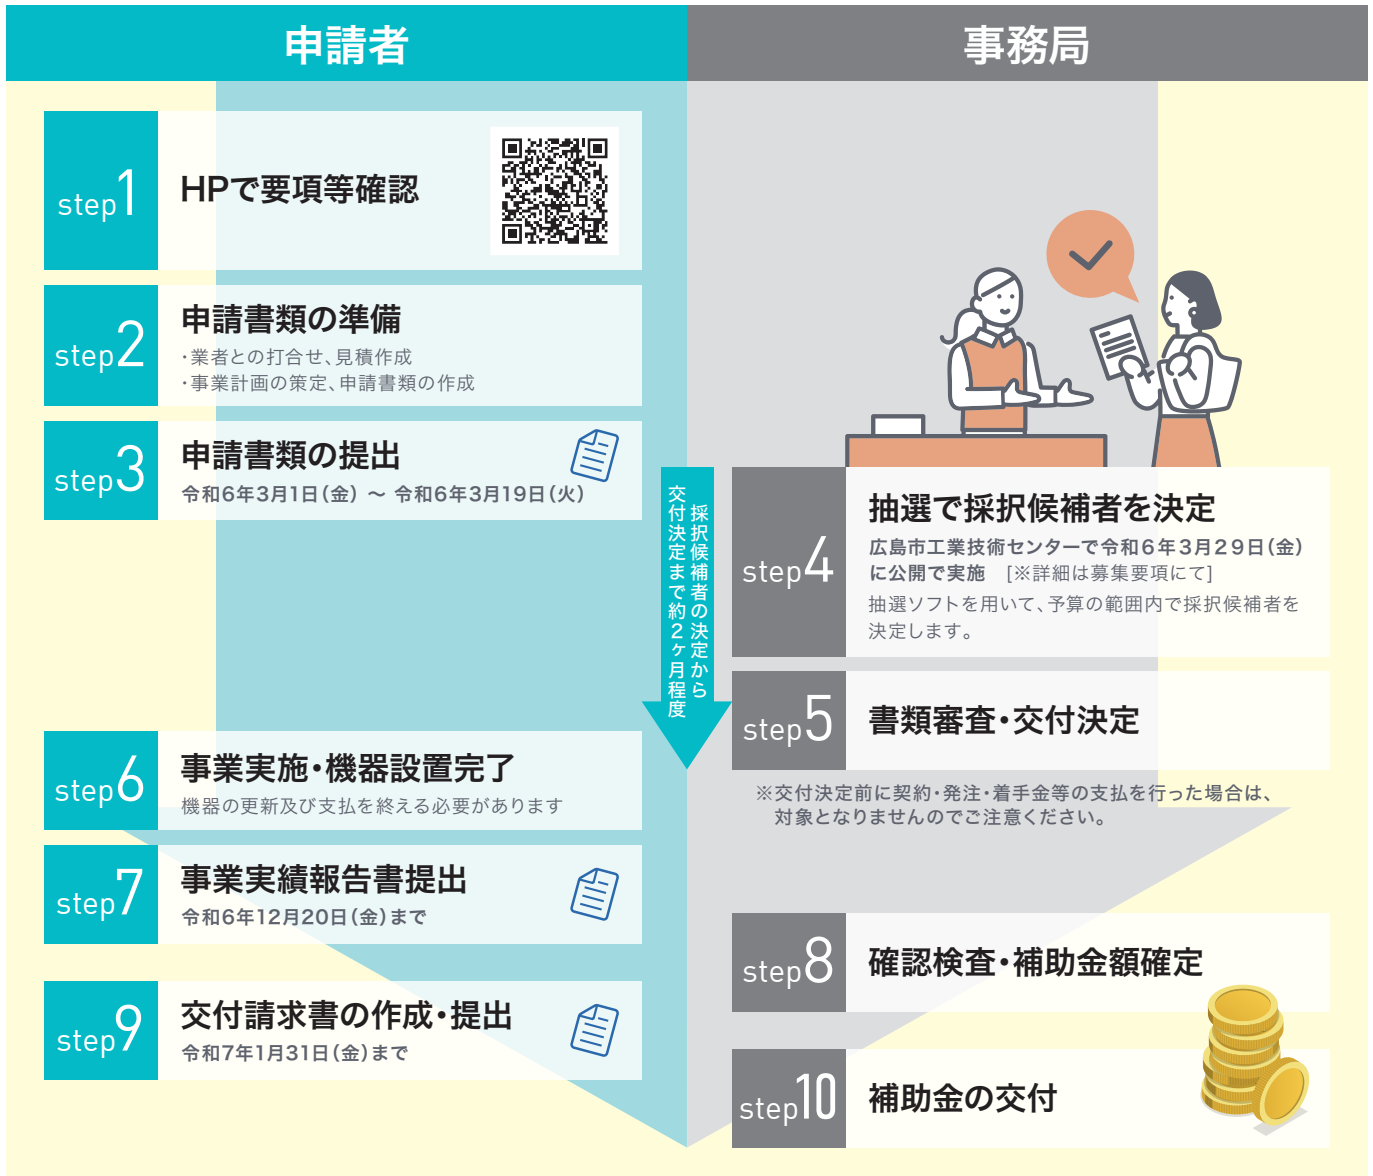 申請者
事務局
step1
HPで要項等確認
step2
申請書類の準備
・業者との打合せ、見積作成
・事業計画の策定、申請書類の作成
step3
申請書類の提出
令和6年3月1日（金）～ 令和6年3月19日（火）
採択候補者の決定から
交付決定まで約2ヶ月程度
step4
抽選で採択候補者を決定
広島市工業技術センターで令和6年3月29日（金）
に公開で実施　[※詳細は募集要項にて]
抽選ソフトを用いて、予算の範囲内で採択候補者を
決定します。
step5
書類審査・交付決定
※交付決定前に契約・発注・着手金等の支払を行った場合は、
対象となりませんのでご注意ください。
step6
事業実施・機器設置完了
機器の更新及び支払を終える必要があります
step7
事業実績報告書提出
令和6年12月20日（金）まで
step8
確認検査・補助金額確定
step9
交付請求書の作成・提出
令和7年1月31日（金）まで
step10
補助金の交付